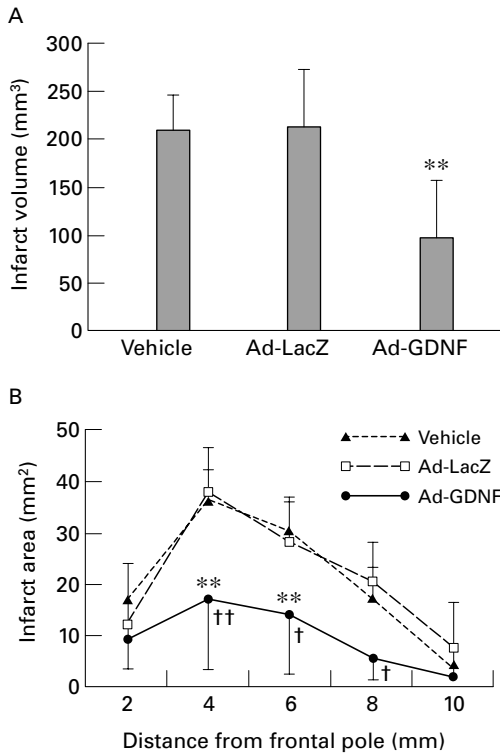 A
Infarct volume (mm³)
300
250
200
150
100
50
0
**
Vehicle Ad-LacZ Ad-GDNF
B
Infarct area (mm²)
50
40
30
20
10
0
Vehicle
Ad-LacZ
Ad-GDNF
** **
†† † †
2 4 6 8 10
Distance from frontal pole (mm)